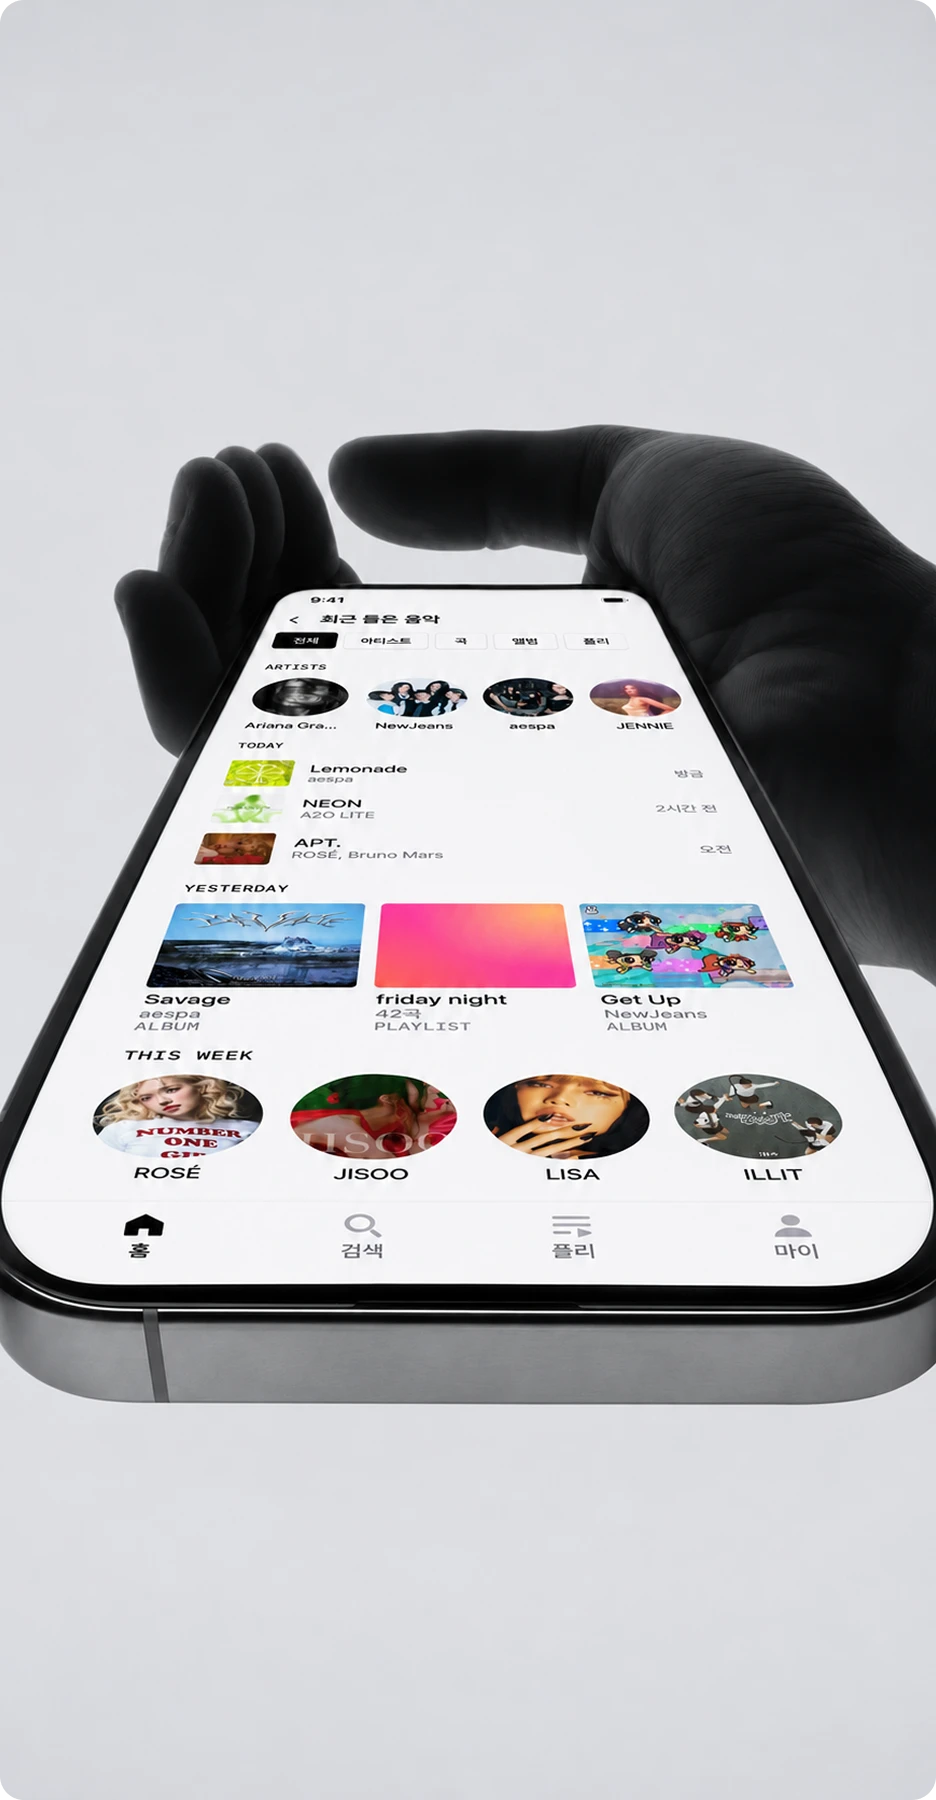 9:41
최근 들은 음악
전체 아티스트 곡 앨범 플리
ARTISTS
Ariana Gra... NewJeans aespa JENNIE
TODAY
Lemonade
aespa
방금
NEON
A2O LITE
2시간 전
APT.
ROSÉ, Bruno Mars
오전
YESTERDAY
Savage friday night Get Up
aespa 42곡 NewJeans
ALBUM PLAYLIST ALBUM
THIS WEEK
NUMBER
ONE
JISOO
ROSÉ JISOO LISA ILLIT
홈 검색 플리 마이